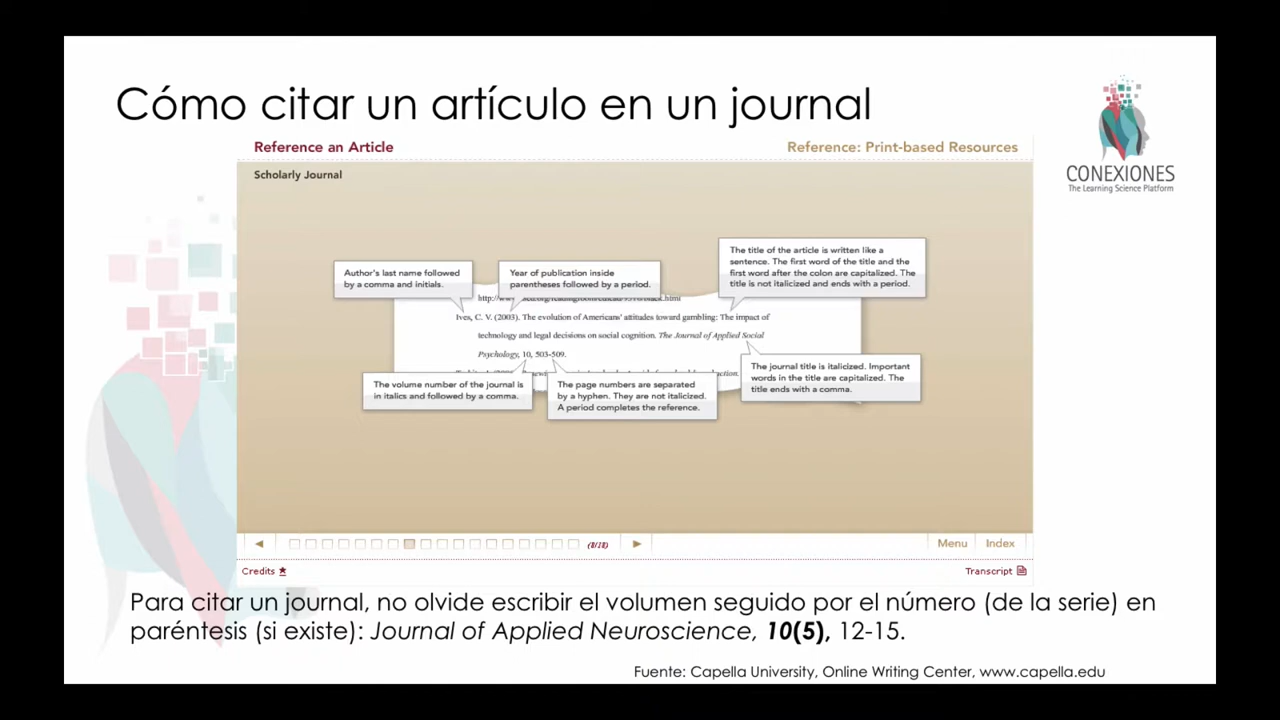 Cómo citar un artículo en un journal
CONEXIONES
The Learning Science Platform
Reference an Article
Reference: Print-based Resources
Scholarly Journal
Author's last name followed
by a comma and initials.
Year of publication inside
parentheses followed by a period.
The title of the article is written like a
sentence. The first word of the title and the
first word after the colon are capitalized. The
title is not italicized and ends with a period.
Ives, C. V. (2003). The evolution of Americans' attitudes toward gambling: The impact of
technology and legal decisions on social cognition. The Journal of Applied Social
Psychology, 10, 503-509.
The volume number of the journal is
in italics and followed by a comma.
The page numbers are separated
by a hyphen. They are not italicized.
A period completes the reference.
The journal title is italicized. Important
words in the title are capitalized. The
title ends with a comma.
(8/18)
Menu
Index
Credits
Transcript
Para citar un journal, no olvide escribir el volumen seguido por el número (de la serie) en
paréntesis (si existe): Journal of Applied Neuroscience, 10(5), 12-15.
Fuente: Capella University, Online Writing Center, www.capella.edu